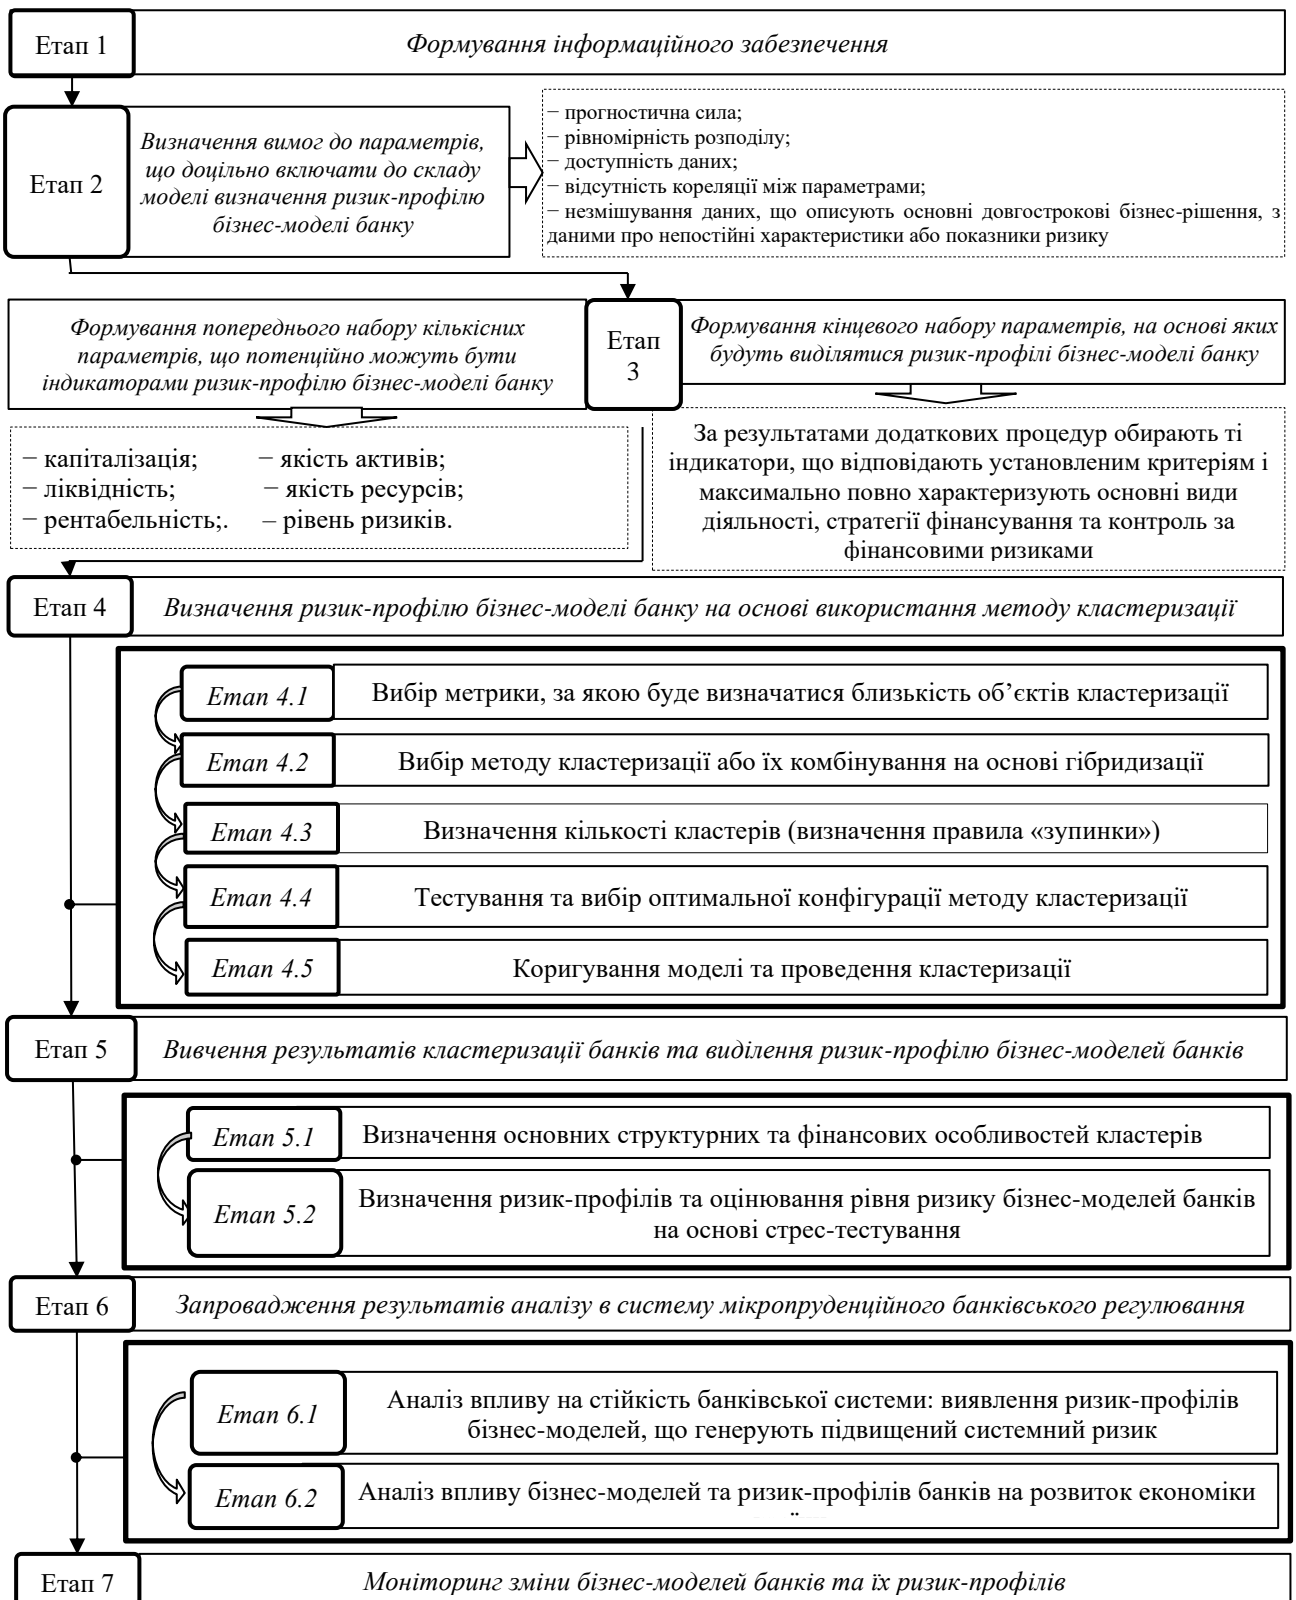 Етап 1
Формування інформаційного забезпечення
Етап 2
Визначення вимог до параметрів,
що доцільно включати до складу
моделі визначення ризик-профілю
бізнес-моделі банку
− прогностична сила;
− рівномірність розподілу;
− доступність даних;
− відсутність кореляції між параметрами;
− незмішування даних, що описують основні довгострокові бізнес-рішення, з
даними про непостійні характеристики або показники ризику
Формування попереднього набору кількісних
параметрів, що потенційно можуть бути
індикаторами ризик-профілю бізнес-моделі банку
Етап
3
Формування кінцевого набору параметрів, на основі яких
будуть виділятися ризик-профілі бізнес-моделі банку
− капіталізація; − якість активів;
− ліквідність; − якість ресурсів;
− рентабельність;. – рівень ризиків.
За результатами додаткових процедур обирають ті
індикатори, що відповідають установленим критеріям і
максимально повно характеризують основні види
діяльності, стратегії фінансування та контроль за
фінансовими ризиками
Етап 4
Визначення ризик-профілю бізнес-моделі банку на основі використання методу кластеризації
Етап 4.1
Вибір метрики, за якою буде визначатися близькість об’єктів кластеризації
Етап 4.2
Вибір методу кластеризації або їх комбінування на основі гібридизації
Етап 4.3
Визначення кількості кластерів (визначення правила «зупинки»)
Етап 4.4
Тестування та вибір оптимальної конфігурації методу кластеризації
Етап 4.5
Коригування моделі та проведення кластеризації
Етап 5
Вивчення результатів кластеризації банків та виділення ризик-профілю бізнес-моделей банків
Етап 5.1
Визначення основних структурних та фінансових особливостей кластерів
Етап 5.2
Визначення ризик-профілів та оцінювання рівня ризику бізнес-моделей банків
на основі стрес-тестування
Етап 6
Запровадження результатів аналізу в систему мікропруденційного банківського регулювання
Етап 6.1
Аналіз впливу на стійкість банківської системи: виявлення ризик-профілів
бізнес-моделей, що генерують підвищений системний ризик
Етап 6.2
Аналіз впливу бізнес-моделей та ризик-профілів банків на розвиток економіки
Етап 7
Моніторинг зміни бізнес-моделей банків та їх ризик-профілів